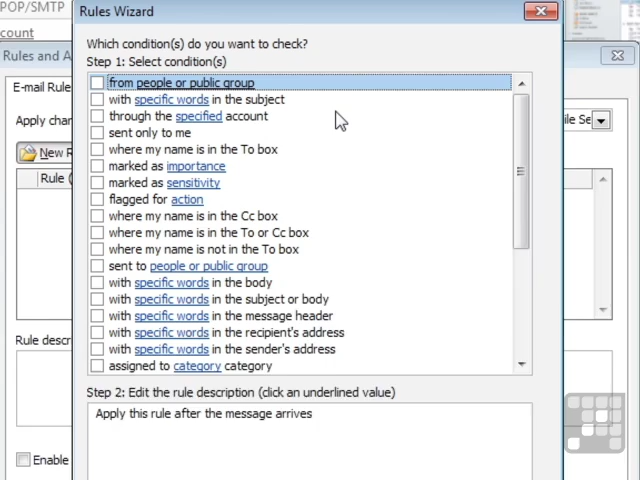 POP/SMTP
count
Rules Wizard
Rules and A
E-mail Rule
Apply chan
ile Se
New R
Rule (
Rule descr
Enable
Which condition(s) do you want to check?
Step 1: Select condition(s)
from people or public group
with specific words in the subject
through the specified account
sent only to me
where my name is in the To box
marked as importance
marked as sensitivity
flagged for action
where my name is in the Cc box
where my name is in the To or Cc box
where my name is not in the To box
sent to people or public group
with specific words in the body
with specific words in the subject or body
with specific words in the message header
with specific words in the recipient's address
with specific words in the sender's address
assigned to category category
Step 2: Edit the rule description (click an underlined value)
Apply this rule after the message arrives